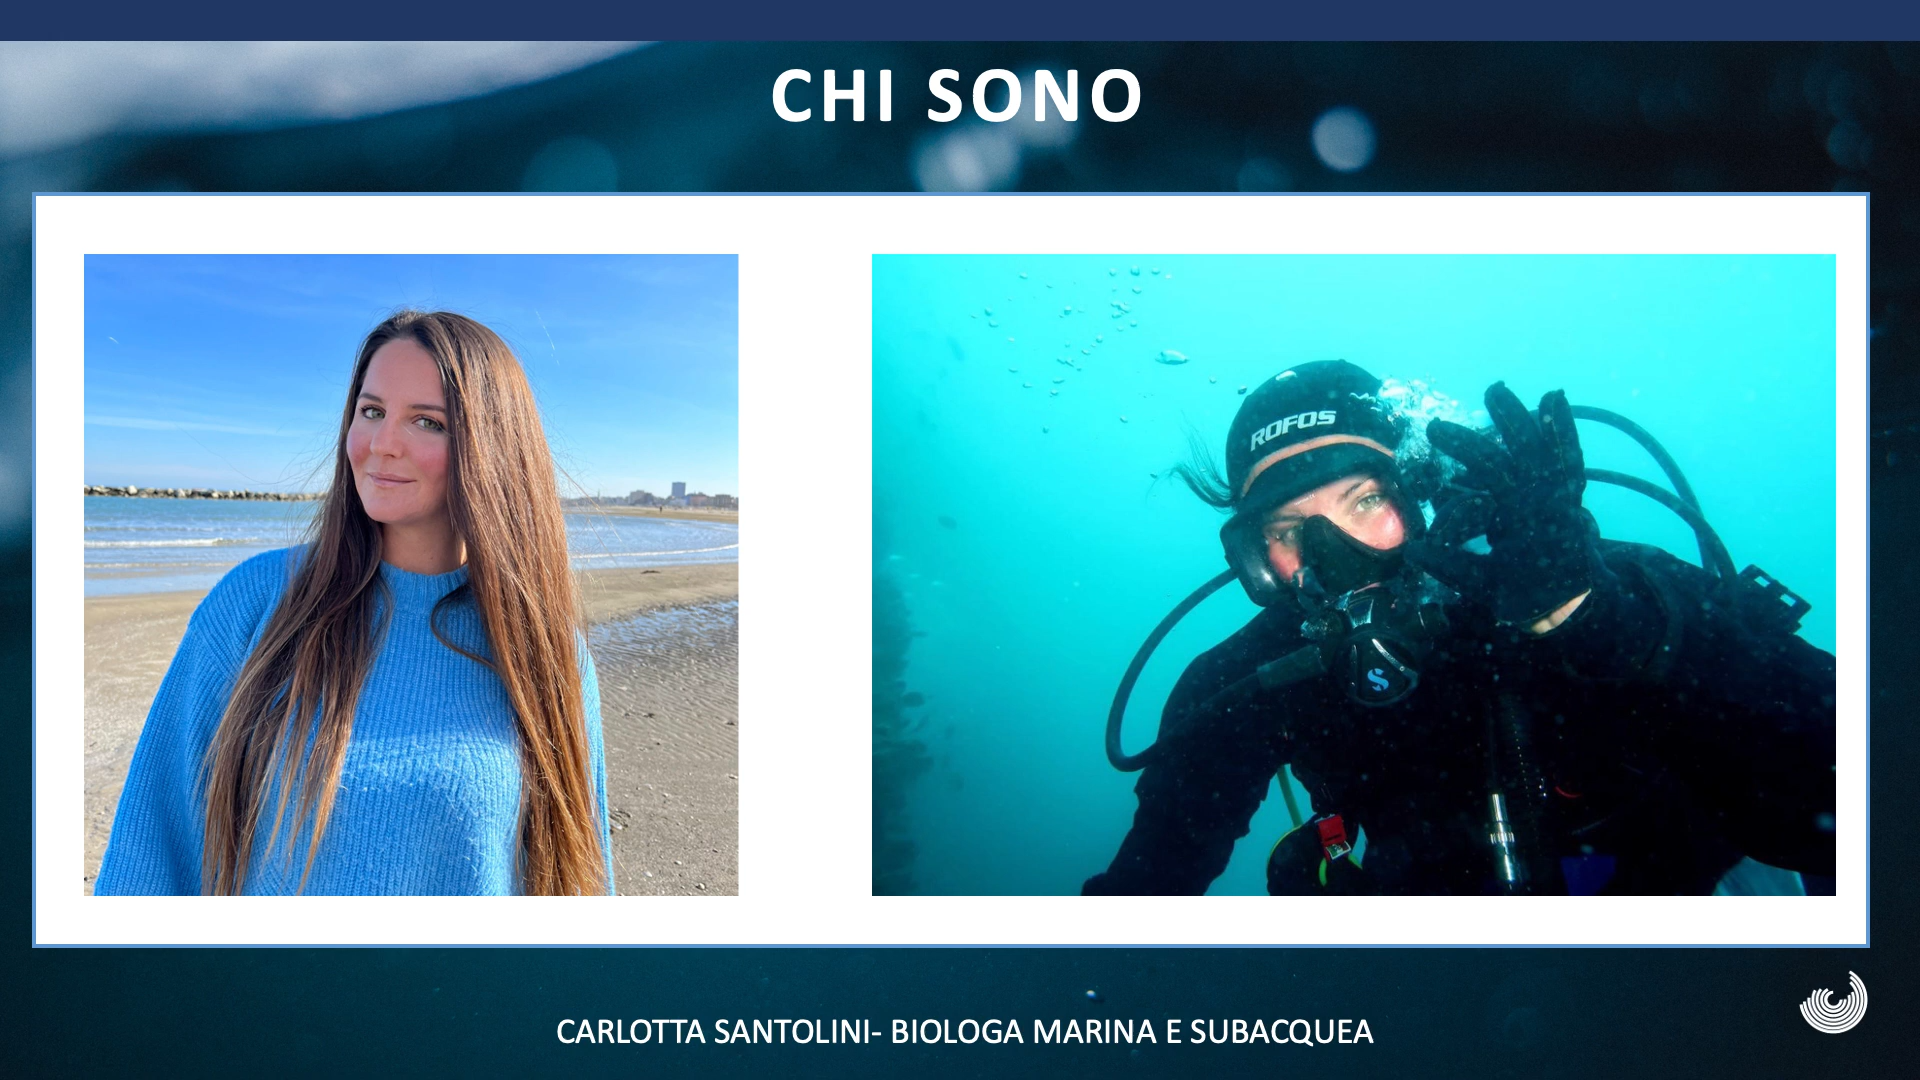 CHI SONO
ROFOS
S
CARLOTTA SANTOLINI- BIOLOGA MARINA E SUBACQUEA